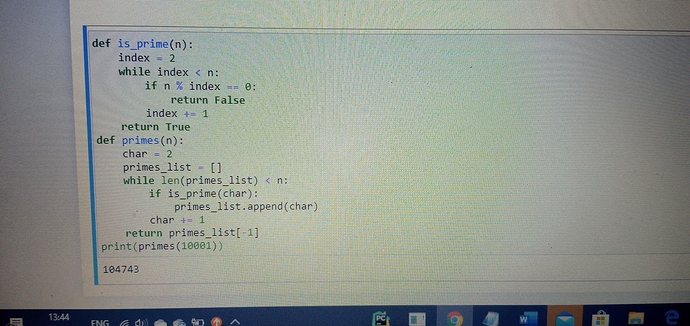 def is_prime(n):
    index = 2
    while index < n:
        if n % index == 0:
            return False
        index += 1
    return True
def primes(n):
    char = 2
    primes_list = []
    while len(primes_list) < n:
        if is_prime(char):
            primes_list.append(char)
        char += 1
    return primes_list[-1]
print(primes(10001))
104743
13:44
ENG
PC
W